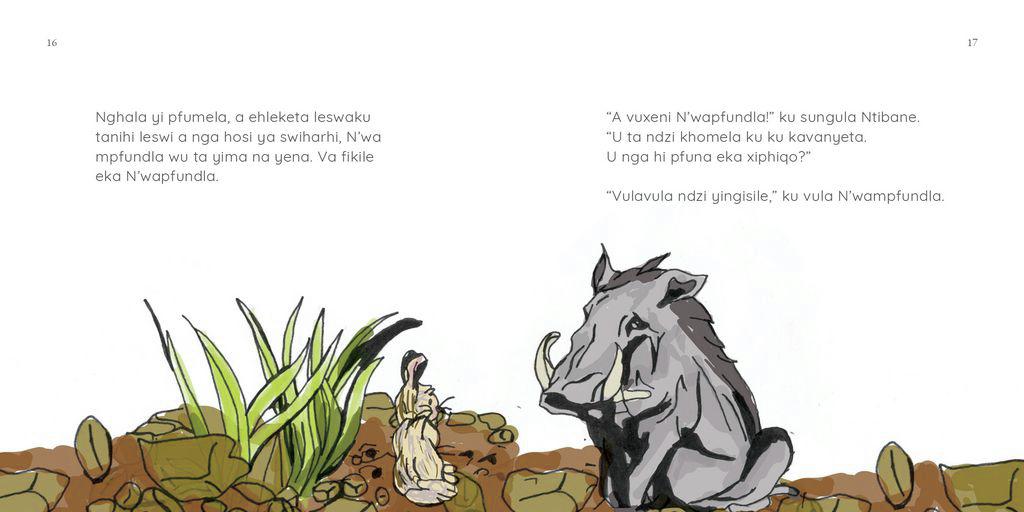 16
Nghala yi pfumela, a ehleketa leswaku
tanihi leswi a nga hosi ya swiharhi, N’wa
mpfundla wu ta yima na yena. Va fikile
eka N’wapfundla.
17
“A vuxeni N’wapfundla!” ku sungula Ntibane.
“U ta ndzi khomela ku ku kavanyeta.
U nga hi pfuna eka xiphiqo?”
“Vulavula ndzi yingisile,” ku vula N’wampfundla.